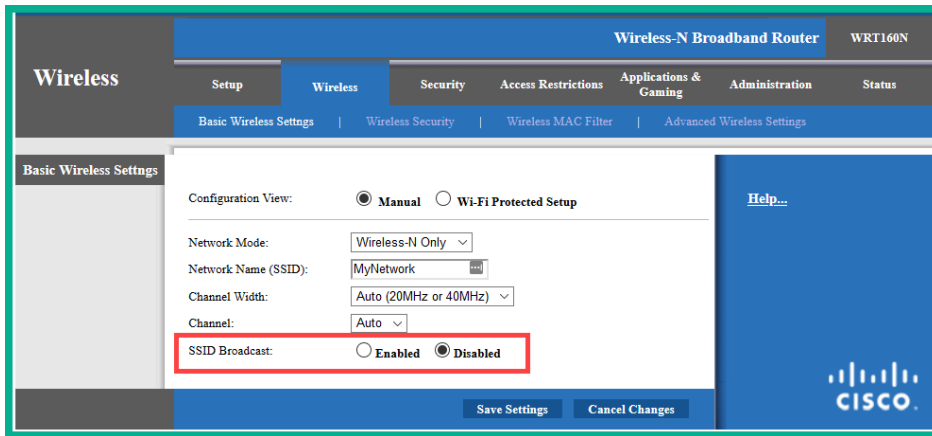 Wireless-N Broadband Router WRT160N
Wireless
Setup Wireless Security Access Restrictions Applications & Gaming Administration Status
Basic Wireless Settngs | Wireless Security | Wireless MAC Filter | Advanced Wireless Settings
Basic Wireless Settngs
Configuration View: Manual Wi-Fi Protected Setup
Help...
Network Mode: Wireless-N Only
Network Name (SSID): MyNetwork
Channel Width: Auto (20MHz or 40MHz)
Channel: Auto
SSID Broadcast: Enabled Disabled
CISCO.
Save Settings Cancel Changes